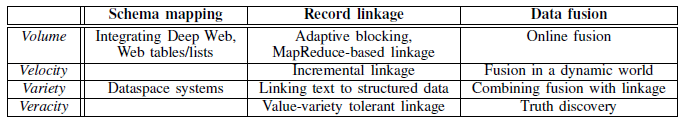 Schema mapping Record linkage Data fusion
Volume Integrating Deep Web, Adaptive blocking, Online fusion
Web tables/lists MapReduce-based linkage
Velocity Incremental linkage Fusion in a dynamic world
Variety Dataspace systems Linking text to structured data Combining fusion with linkage
Veracity Value-variety tolerant linkage Truth discovery